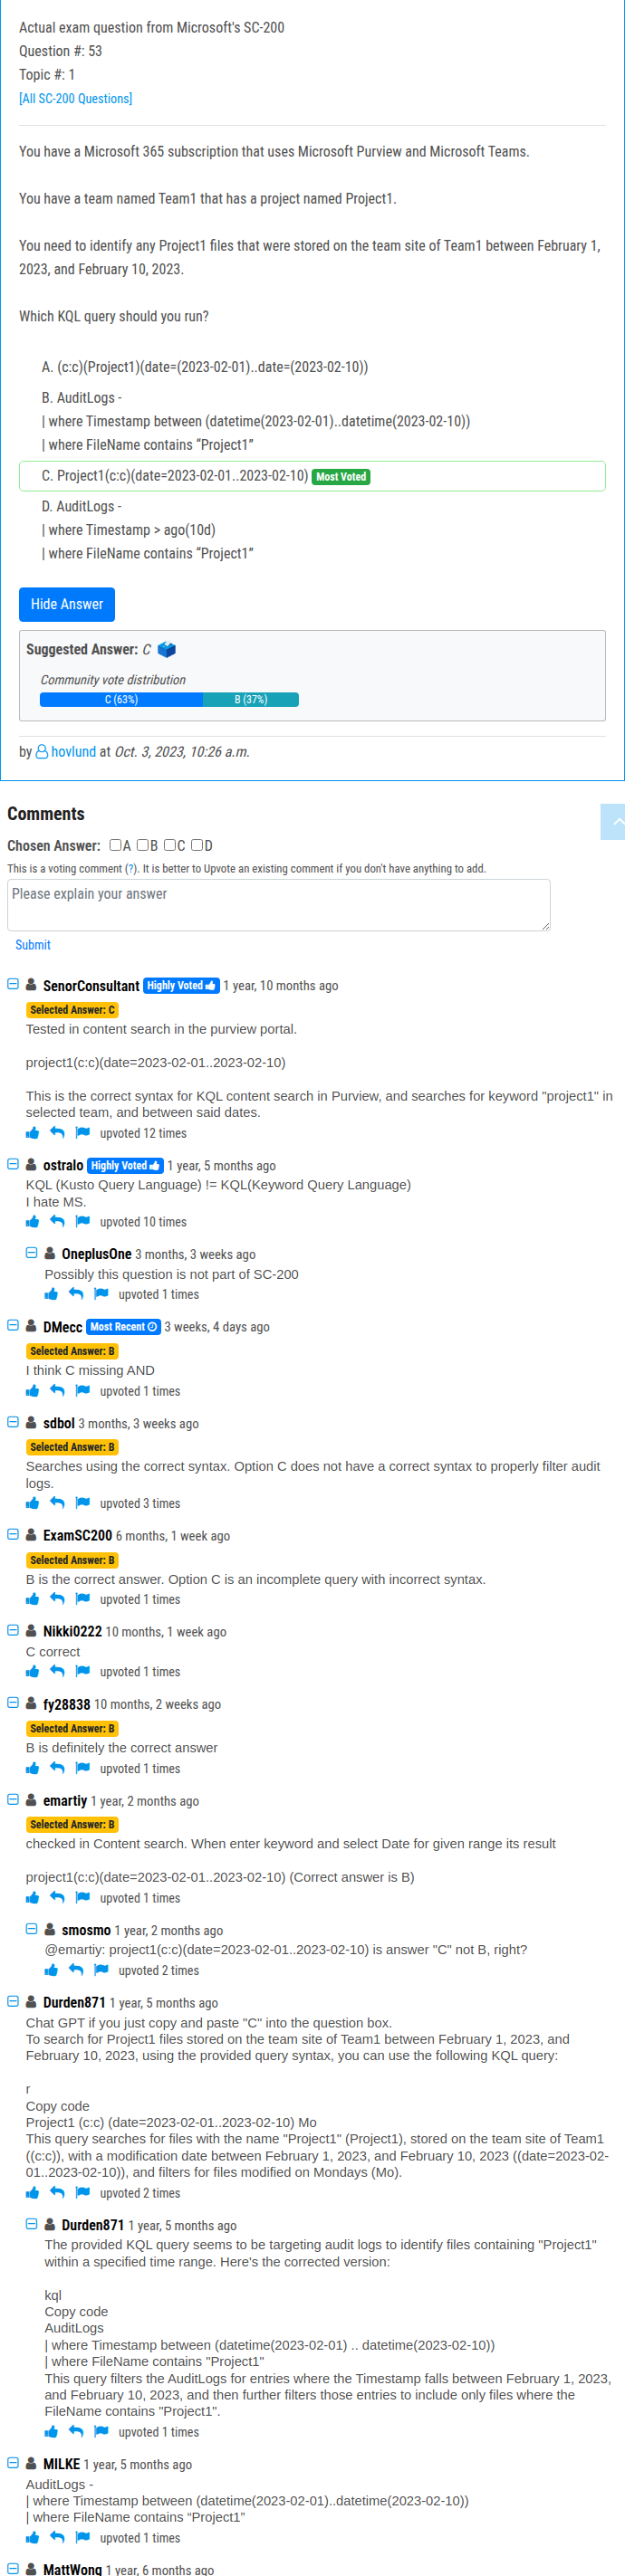 Actual exam question from Microsoft's SC-200
Question #: 53
Topic #: 1
[All SC-200 Questions]
You have a Microsoft 365 subscription that uses Microsoft Purview and Microsoft Teams.
You have a team named Team1 that has a project named Project1.
You need to identify any Project1 files that were stored on the team site of Team1 between February 1,
2023, and February 10, 2023.
Which KQL query should you run?
A. (c:c)(Project1)(date=(2023-02-01)..date=(2023-02-10))
B. AuditLogs -
| where Timestamp between (datetime(2023-02-01)..datetime(2023-02-10))
| where FileName contains “Project1”
C. Project1(c:c)(date=2023-02-01..2023-02-10) Most Voted
D. AuditLogs -
| where Timestamp > ago(10d)
| where FileName contains “Project1”
Hide Answer
Suggested Answer: C
Community vote distribution
C (63%) B (37%)
by hovlund at Oct. 3, 2023, 10:26 a.m.
Comments
Chosen Answer: A B C D
This is a voting comment (?). It is better to Upvote an existing comment if you don't have anything to add.
Please explain your answer
Submit
SenorConsultant Highly Voted 1 year, 10 months ago
Selected Answer: C
Tested in content search in the purview portal.
project1(c:c)(date=2023-02-01..2023-02-10)
This is the correct syntax for KQL content search in Purview, and searches for keyword "project1" in
selected team, and between said dates.
upvoted 12 times
ostralo Highly Voted 1 year, 5 months ago
KQL (Kusto Query Language) != KQL(Keyword Query Language)
I hate MS.
upvoted 10 times
OneplusOne 3 months, 3 weeks ago
Possibly this question is not part of SC-200
upvoted 1 times
DMecc Most Recent 3 weeks, 4 days ago
Selected Answer: B
I think C missing AND
upvoted 1 times
sdbol 3 months, 3 weeks ago
Selected Answer: B
Searches using the correct syntax. Option C does not have a correct syntax to properly filter audit
logs.
upvoted 3 times
ExamSC200 6 months, 1 week ago
Selected Answer: B
B is the correct answer. Option C is an incomplete query with incorrect syntax.
upvoted 1 times
Nikki0222 10 months, 1 week ago
C correct
upvoted 1 times
fy28838 10 months, 2 weeks ago
Selected Answer: B
B is definitely the correct answer
upvoted 1 times
emartiy 1 year, 2 months ago
Selected Answer: B
checked in Content search. When enter keyword and select Date for given range its result
project1(c:c)(date=2023-02-01..2023-02-10) (Correct answer is B)
upvoted 1 times
smosmo 1 year, 2 months ago
@emartiy: project1(c:c)(date=2023-02-01..2023-02-10) is answer "C" not B, right?
upvoted 2 times
Durden871 1 year, 5 months ago
Chat GPT if you just copy and paste "C" into the question box.
To search for Project1 files stored on the team site of Team1 between February 1, 2023, and
February 10, 2023, using the provided query syntax, you can use the following KQL query:
r
Copy code
Project1 (c:c) (date=2023-02-01..2023-02-10) Mo
This query searches for files with the name "Project1" (Project1), stored on the team site of Team1
((c:c)), with a modification date between February 1, 2023, and February 10, 2023 ((date=2023-02-
01..2023-02-10)), and filters for files modified on Mondays (Mo).
upvoted 2 times
Durden871 1 year, 5 months ago
The provided KQL query seems to be targeting audit logs to identify files containing "Project1"
within a specified time range. Here's the corrected version:
kql
Copy code
AuditLogs
| where Timestamp between (datetime(2023-02-01) .. datetime(2023-02-10))
| where FileName contains "Project1"
This query filters the AuditLogs for entries where the Timestamp falls between February 1, 2023,
and February 10, 2023, and then further filters those entries to include only files where the
FileName contains "Project1".
upvoted 1 times
MILKE 1 year, 5 months ago
AuditLogs -
| where Timestamp between (datetime(2023-02-01)..datetime(2023-02-10))
| where FileName contains “Project1”
upvoted 1 times
MattWong 1 year, 6 months ago